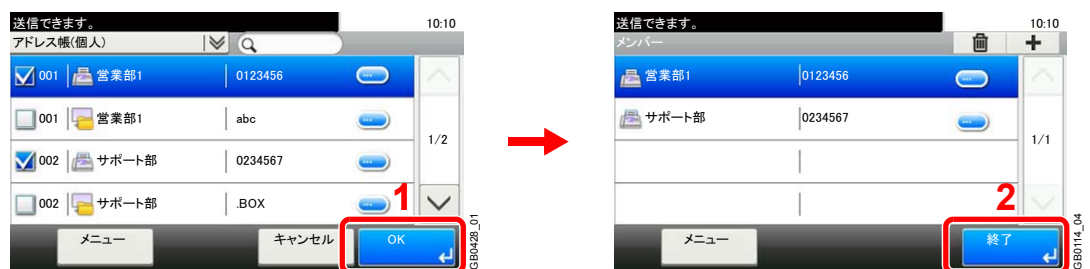 送信できます。 10:10
アドレス帳(個人)
001 営業部1 0123456
001 営業部1 abc
1/2
002 サポート部 0234567
002 サポート部 .BOX
1
メニュー キャンセル OK
GB0428_01
送信できます。 10:10
メンバー
営業部1 0123456
サポート部 0234567
1/1
2
メニュー 終了
GB0114_04